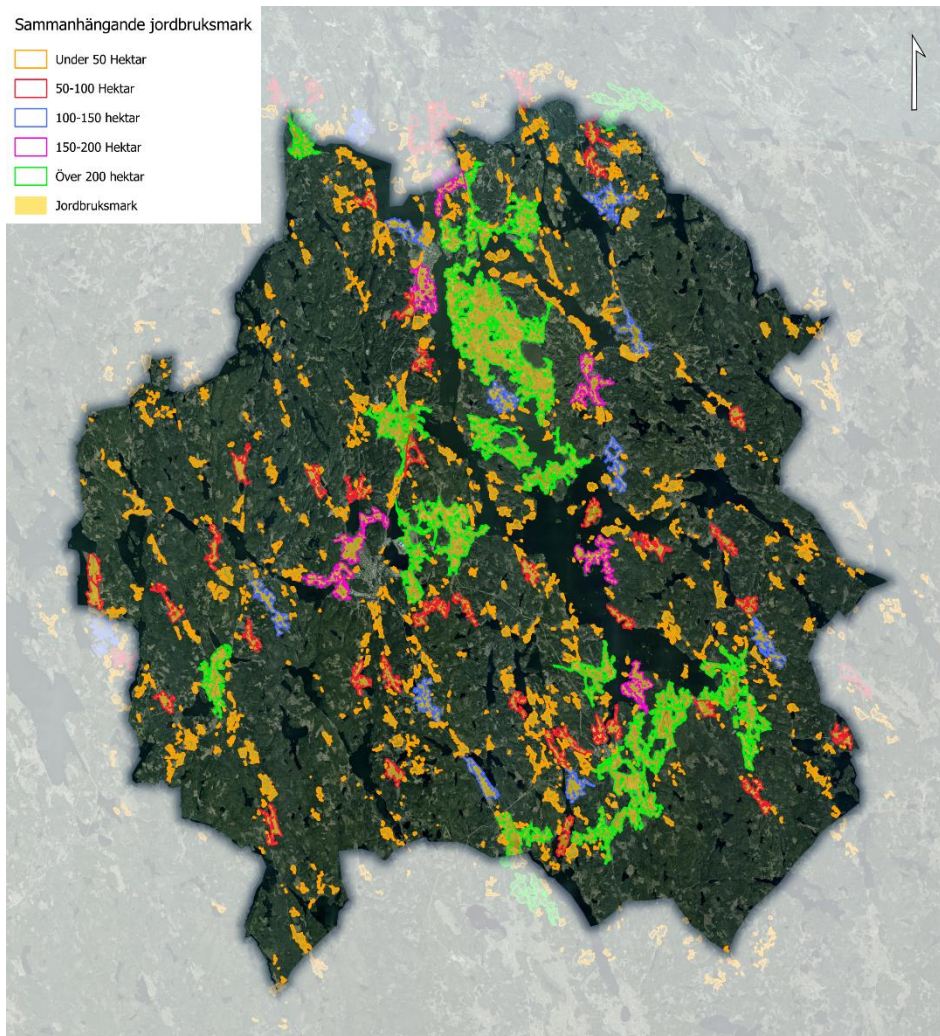 Sammanhängande jordbruksmark
Under 50 Hektar
50-100 Hektar
100-150 hektar
150-200 Hektar
Över 200 hektar
Jordbruksmark